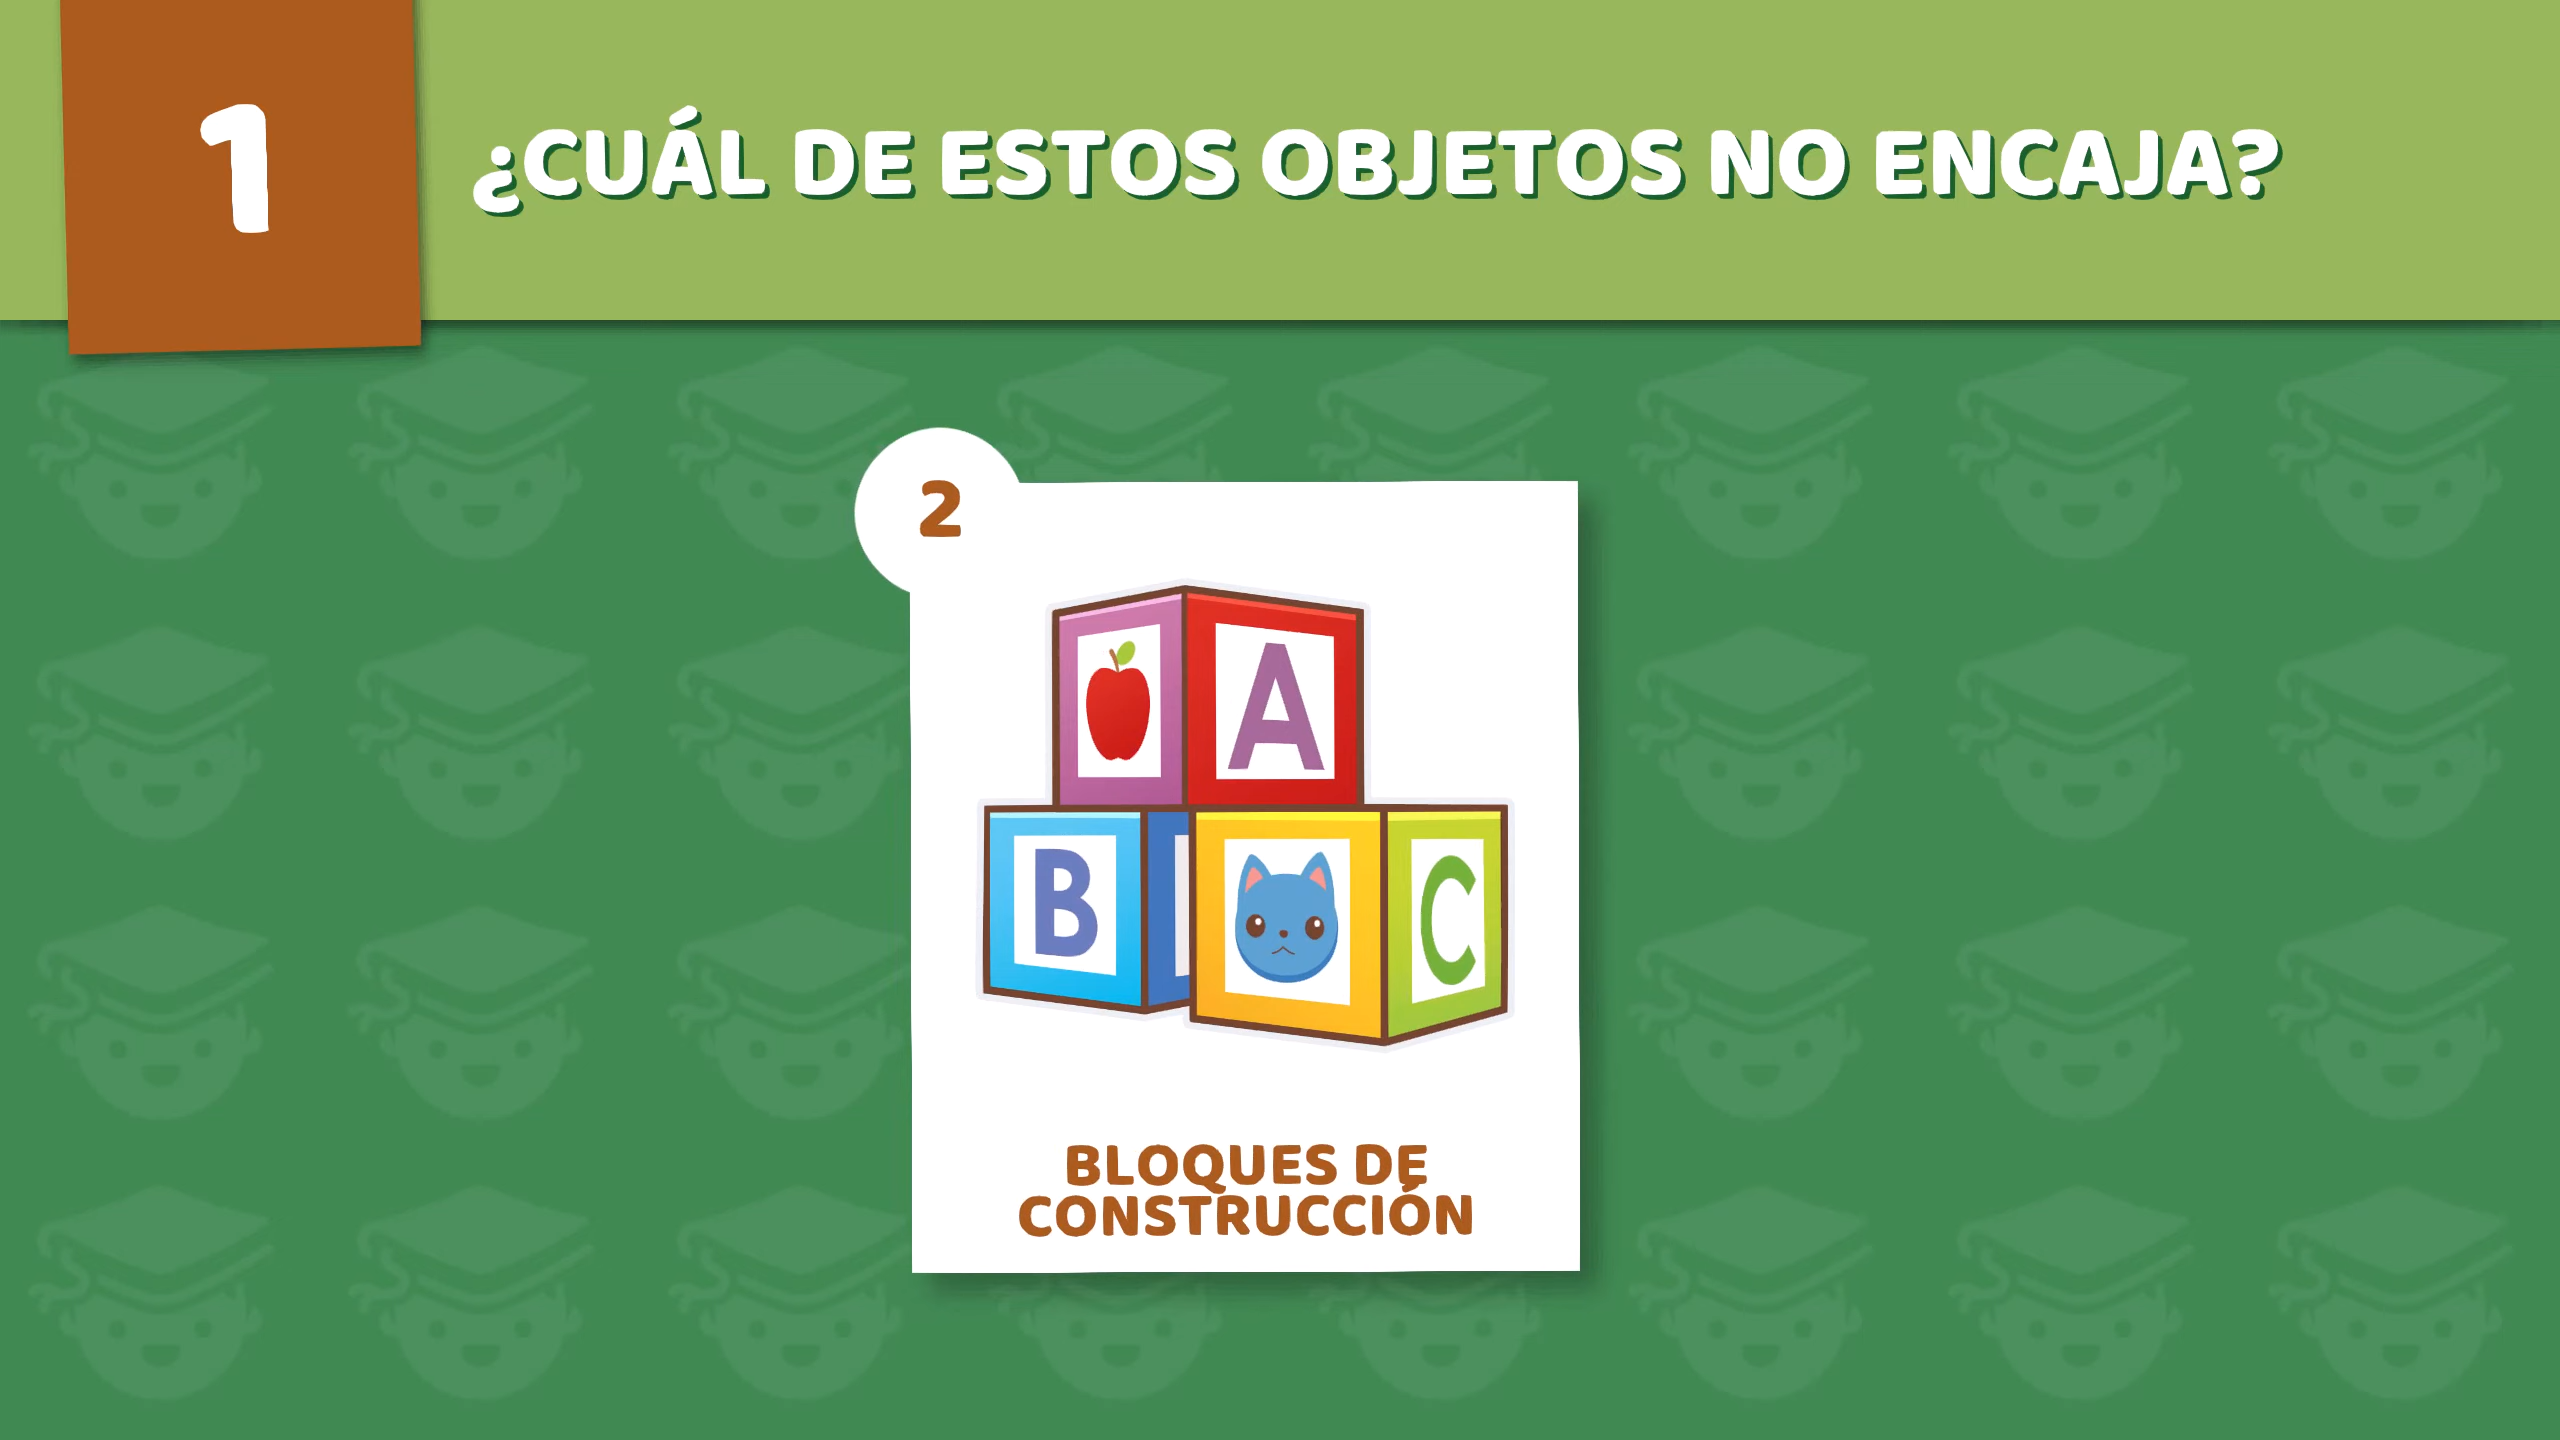 1
¿CUÁL DE ESTOS OBJETOS NO ENCAJA?
2
A
B
C
BLOQUES DE
CONSTRUCCIÓN